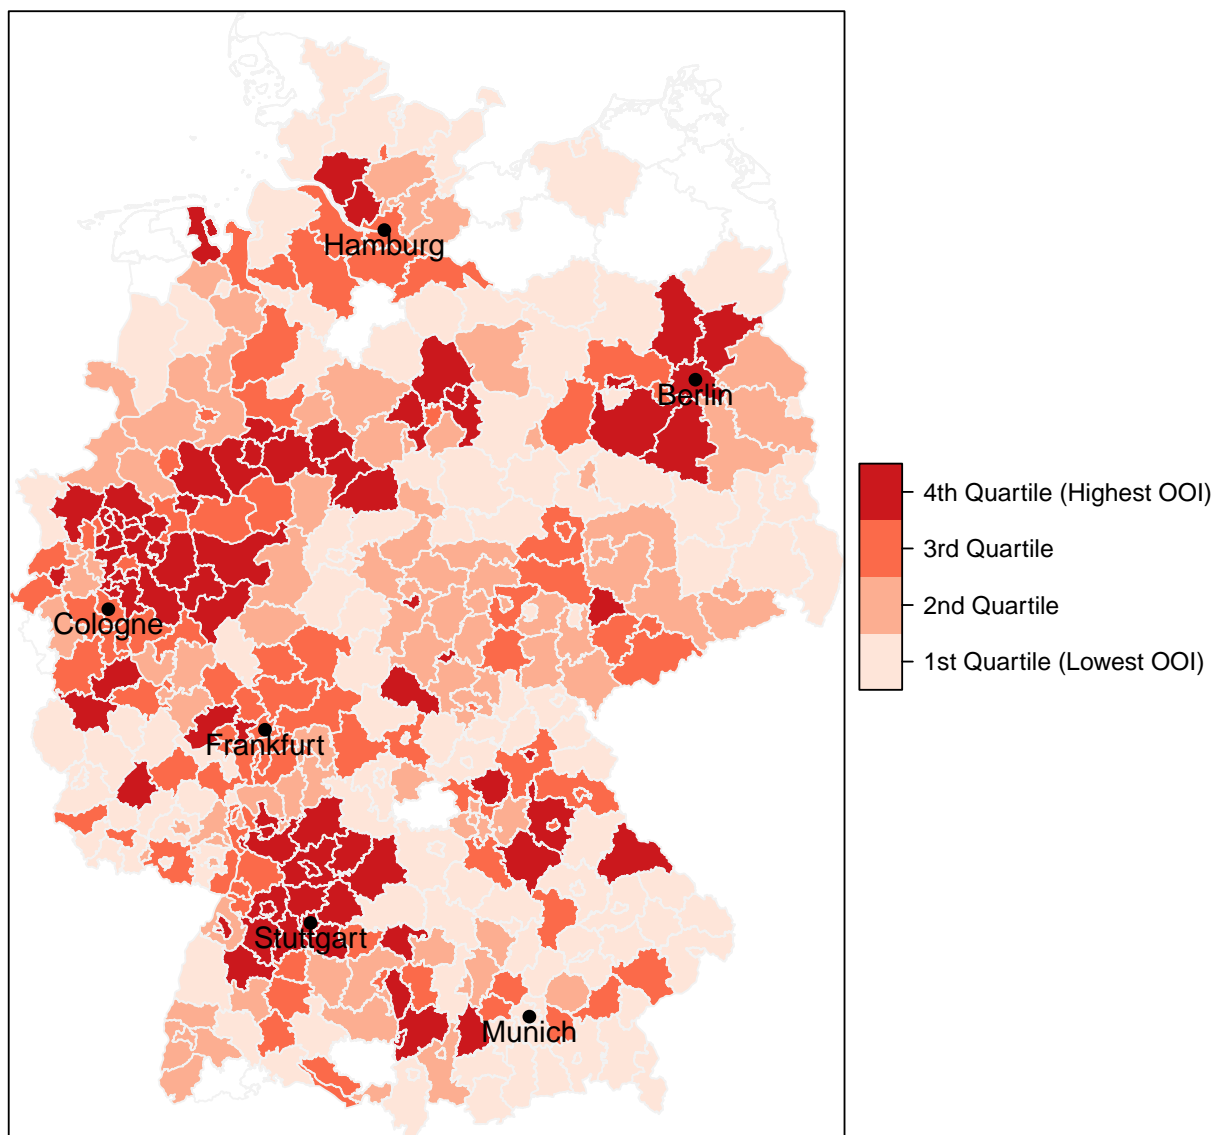 Hamburg
Berlin
4th Quartile (Highest OOI)
3rd Quartile
2nd Quartile
1st Quartile (Lowest OOI)
Cologne
Frankfurt
Stuttgart
Munich